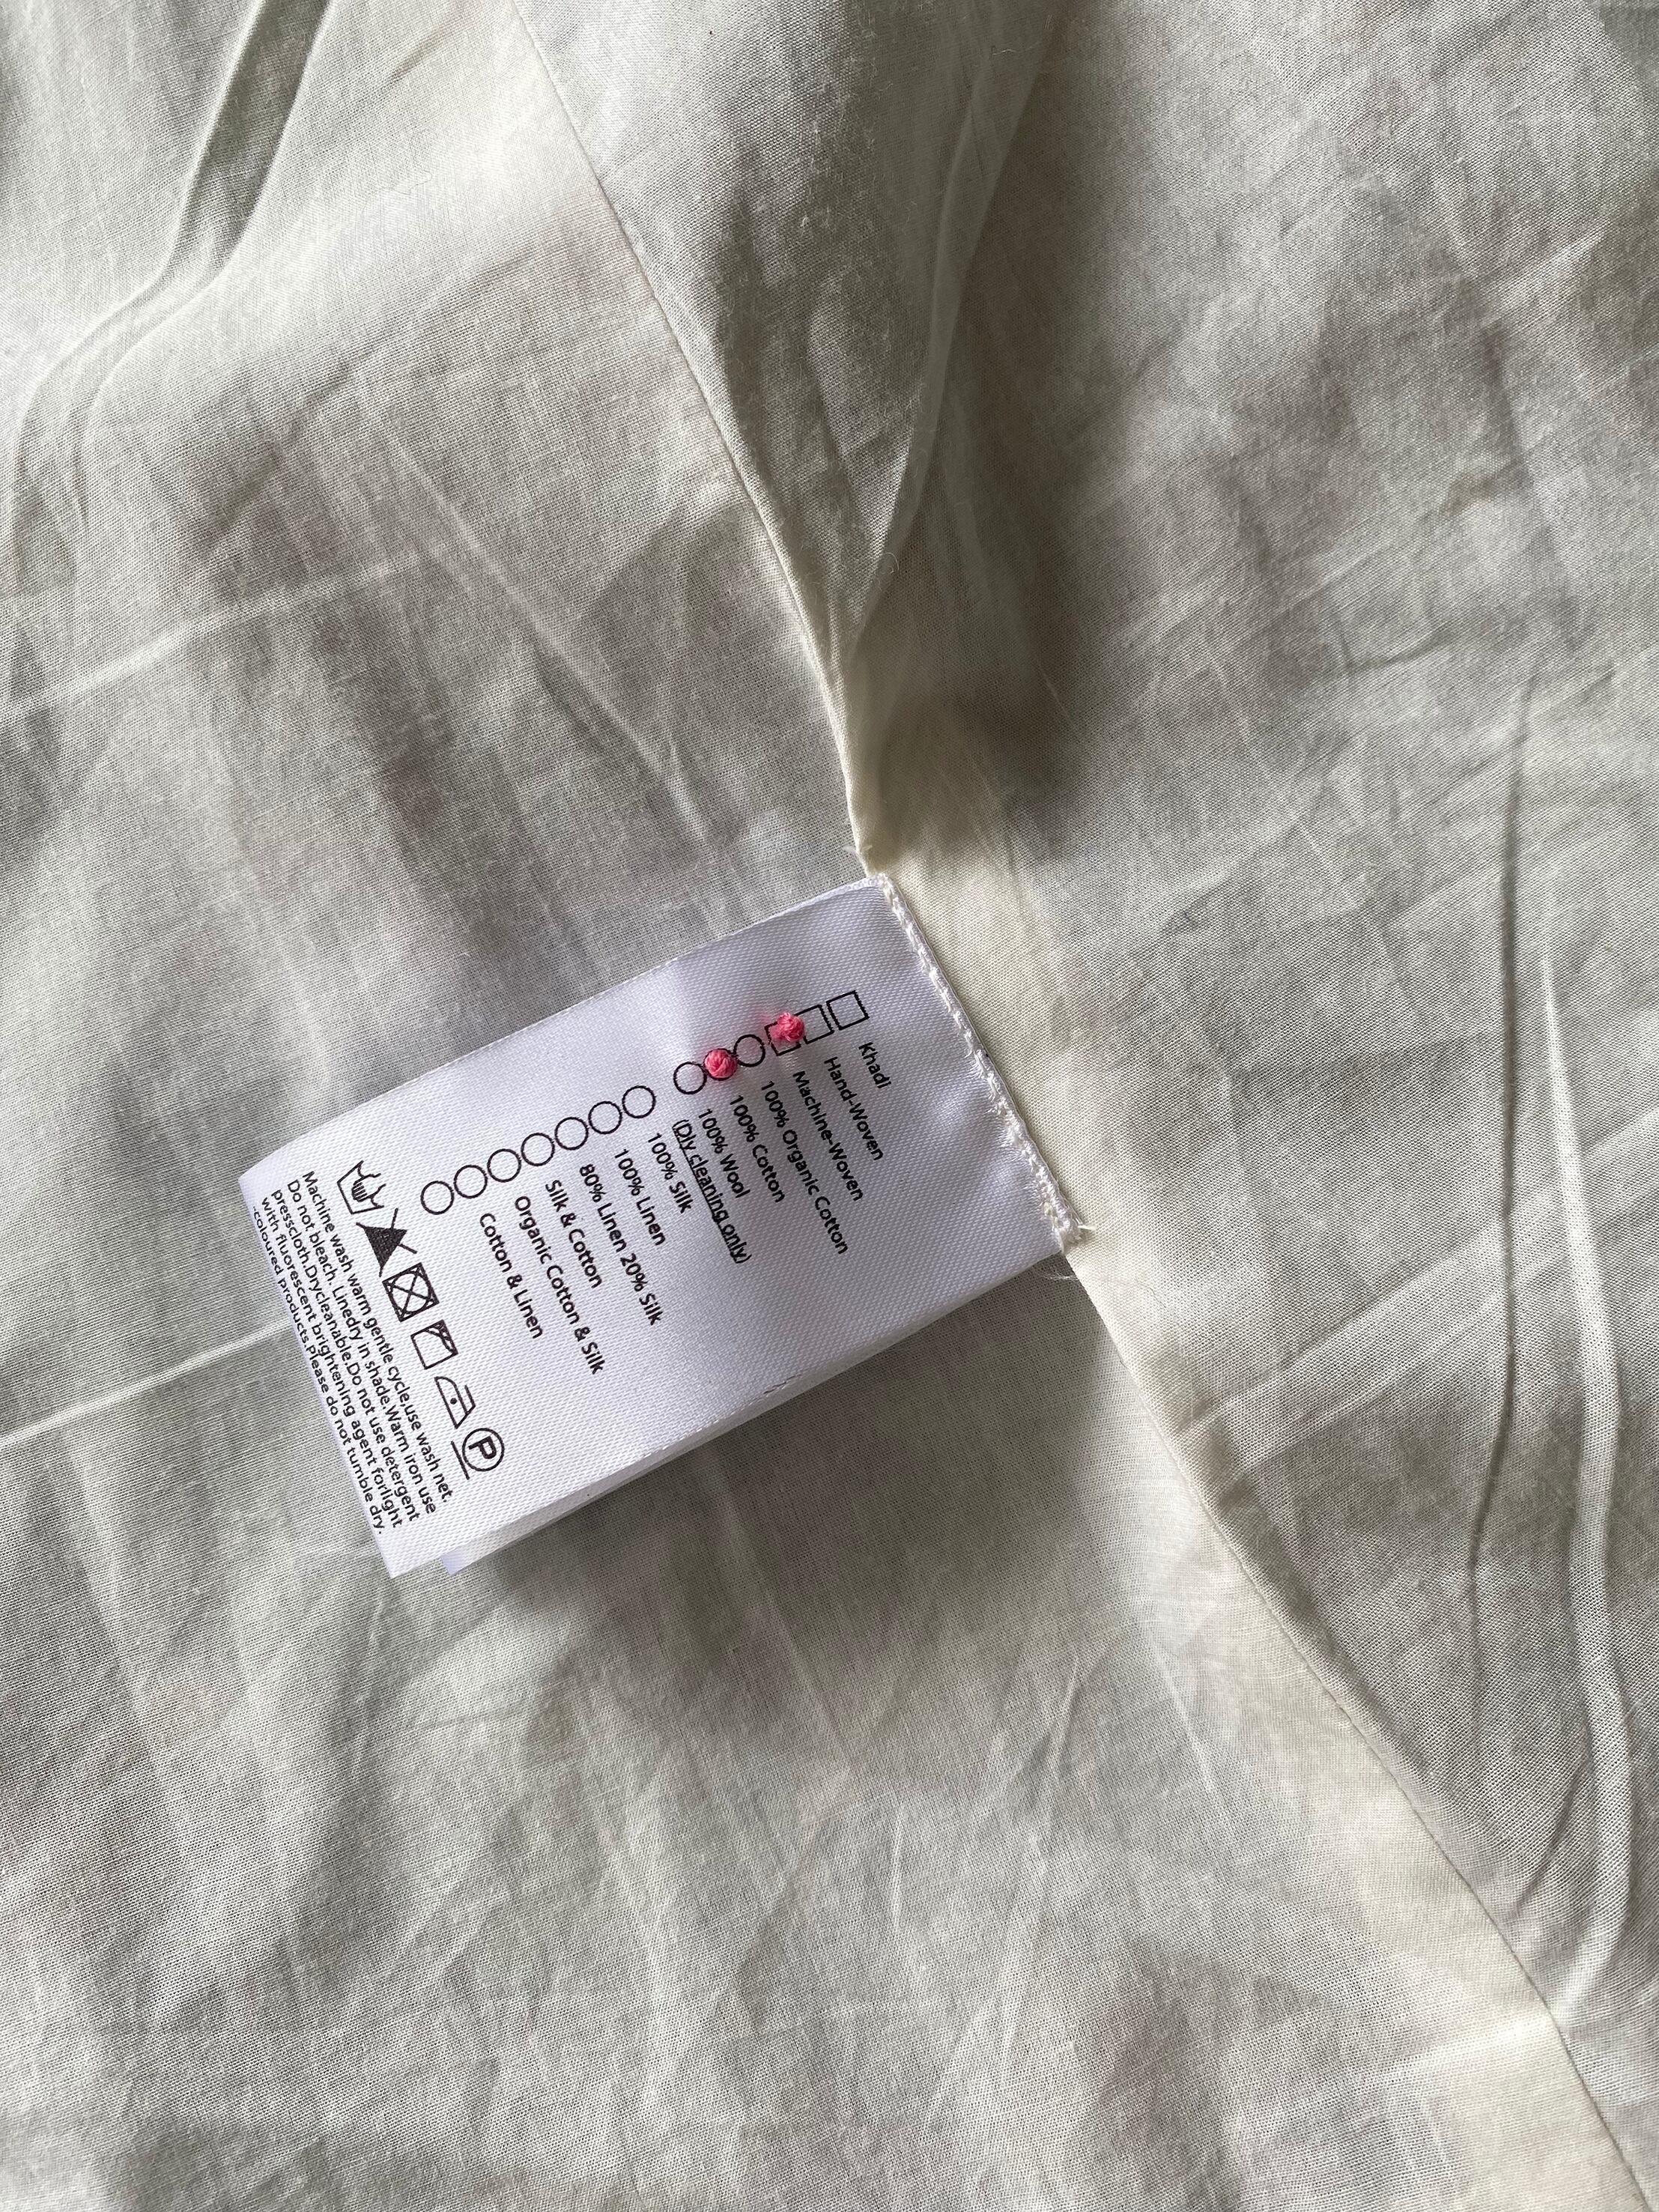 Khadi
Hand-Woven
Machine-Woven
100% Organic Cotton
100% Cotton
100% Wool
(Dly cleaning only)
100% Silk
100% Linen
80% Linen 20% Silk
Silk & Cotton
Organic Cotton & Silk
Cotton & Linen
P
Machine wash warm gentle cycle,use wash net.
Do not bleach. Linedry in shade.Warm iron use
presscloth.Drycleanable.Do not use detergent
with fluorescent brightening agent forlight
-coloured products.Please do not tumble dry.